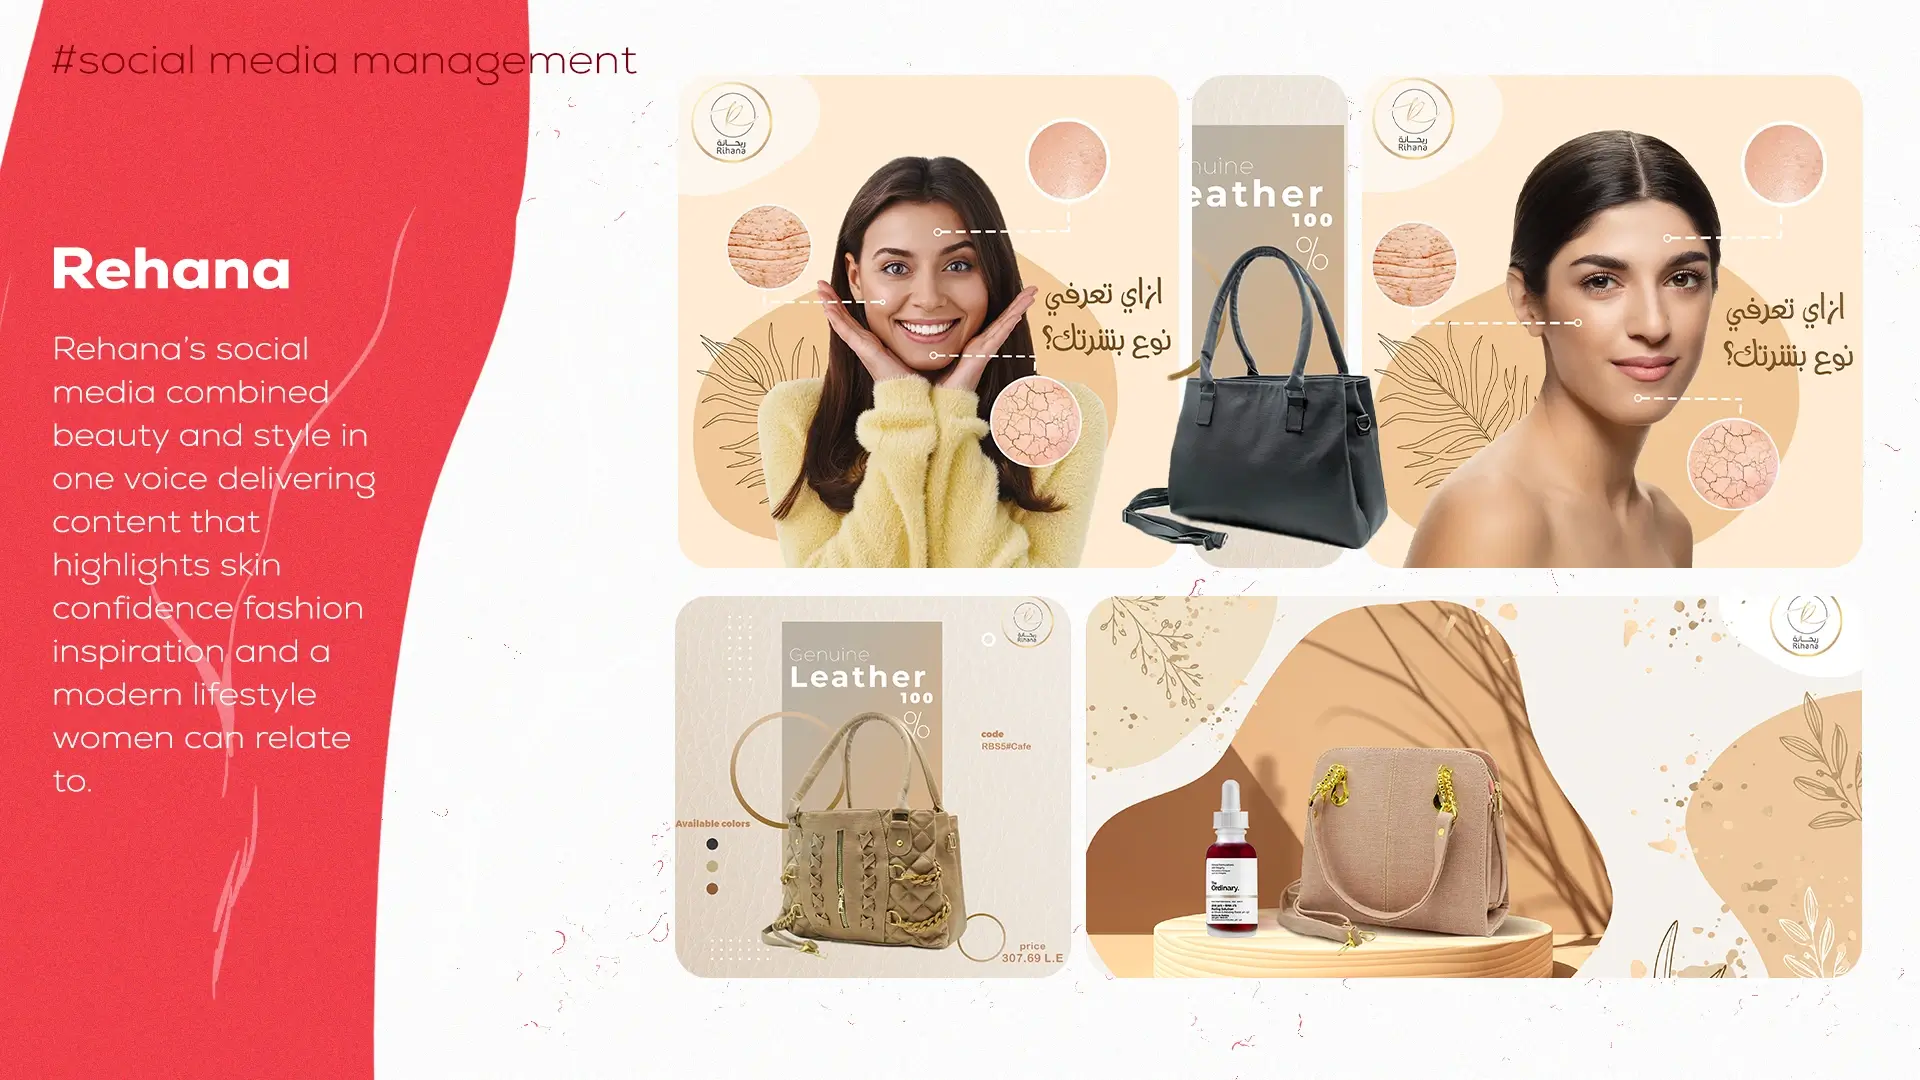 #social media management
Rehana
Rehana's social
media combined
beauty and style in
one voice delivering
content that
highlights skin
confidence fashion
inspiration and a
modern lifestyle
women can relate
to.
ريحانة
Rihana
ازاي تعرفي
نوع بشرتك؟
nuine
eather
100
%
ريحانة
Rihana
ازاي تعرفي
نوع بشرتك؟
ريحانة
Rihana
Genuine
Leather
100
%
code
RBS5#Cafe
Available colors
price
307.69 L.E
ريحانة
Rihana
The
Ordinary.